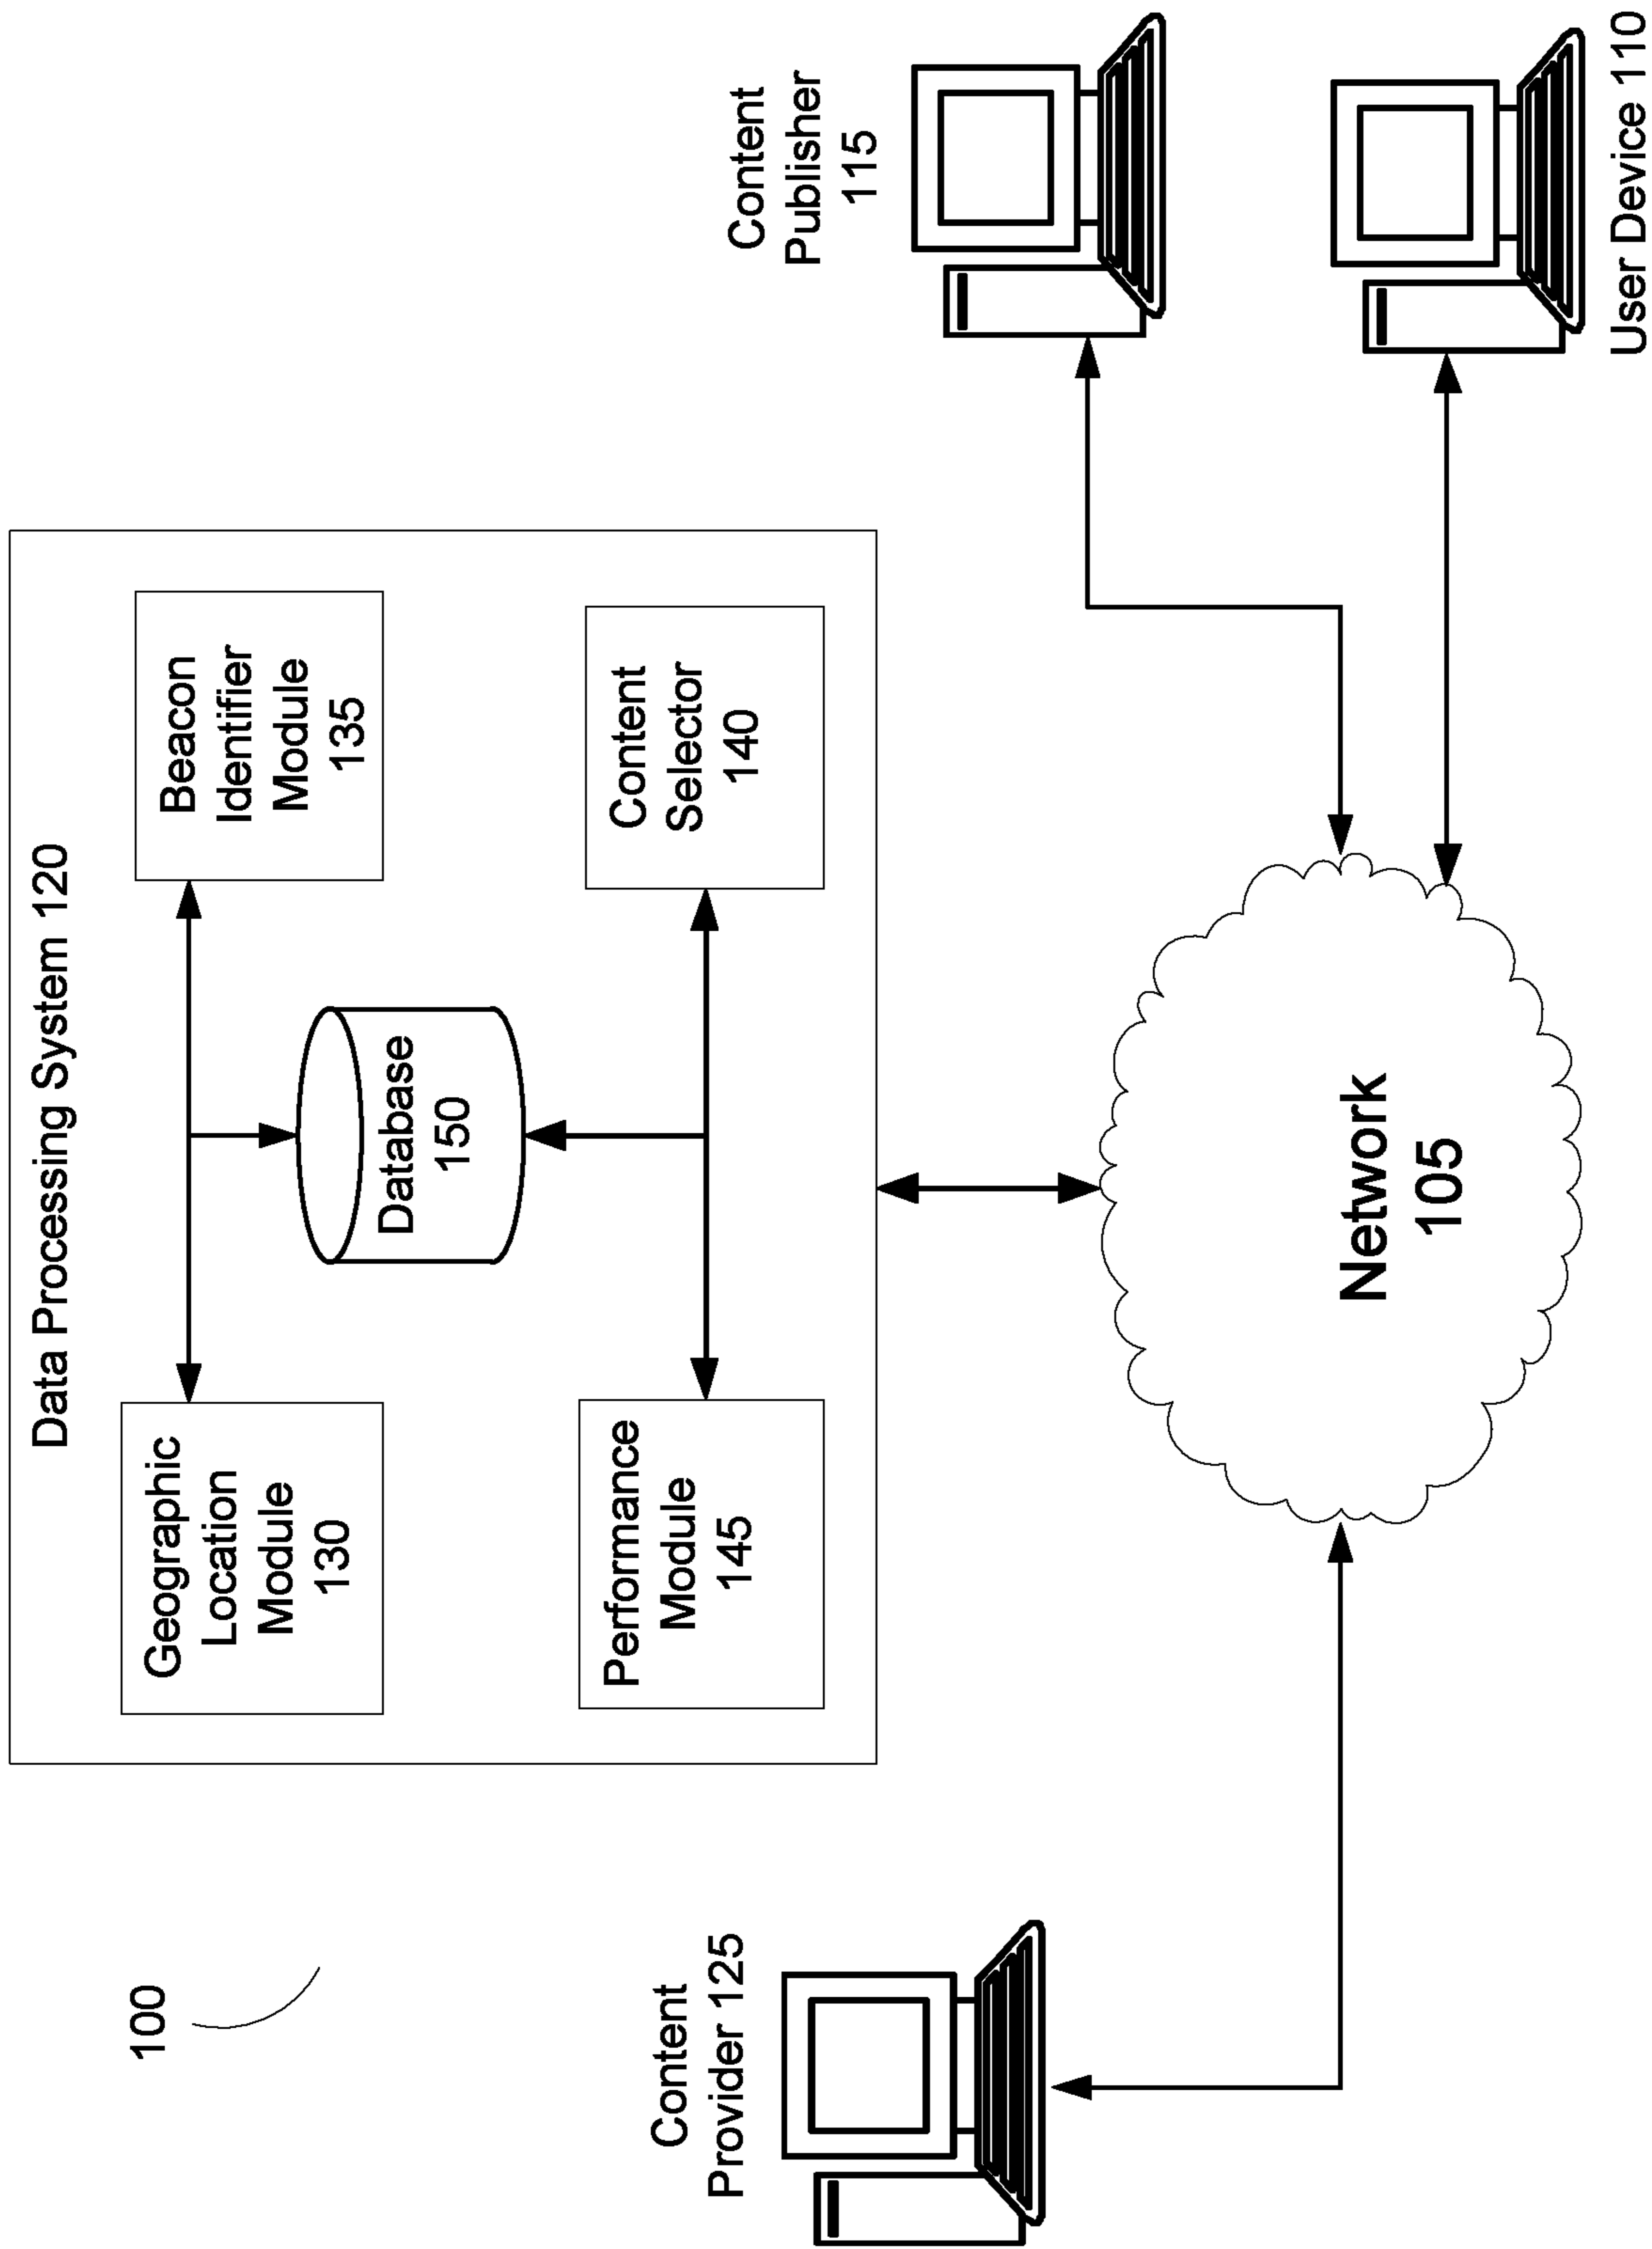 100
Data Processing System 120
Geographic
Location
Module
130
Beacon
Identifier
Module
135
Database
150
Performance
Module
145
Content
Selector
140
Content
Provider 125
Content
Publisher
115
Network
105
User Device 110